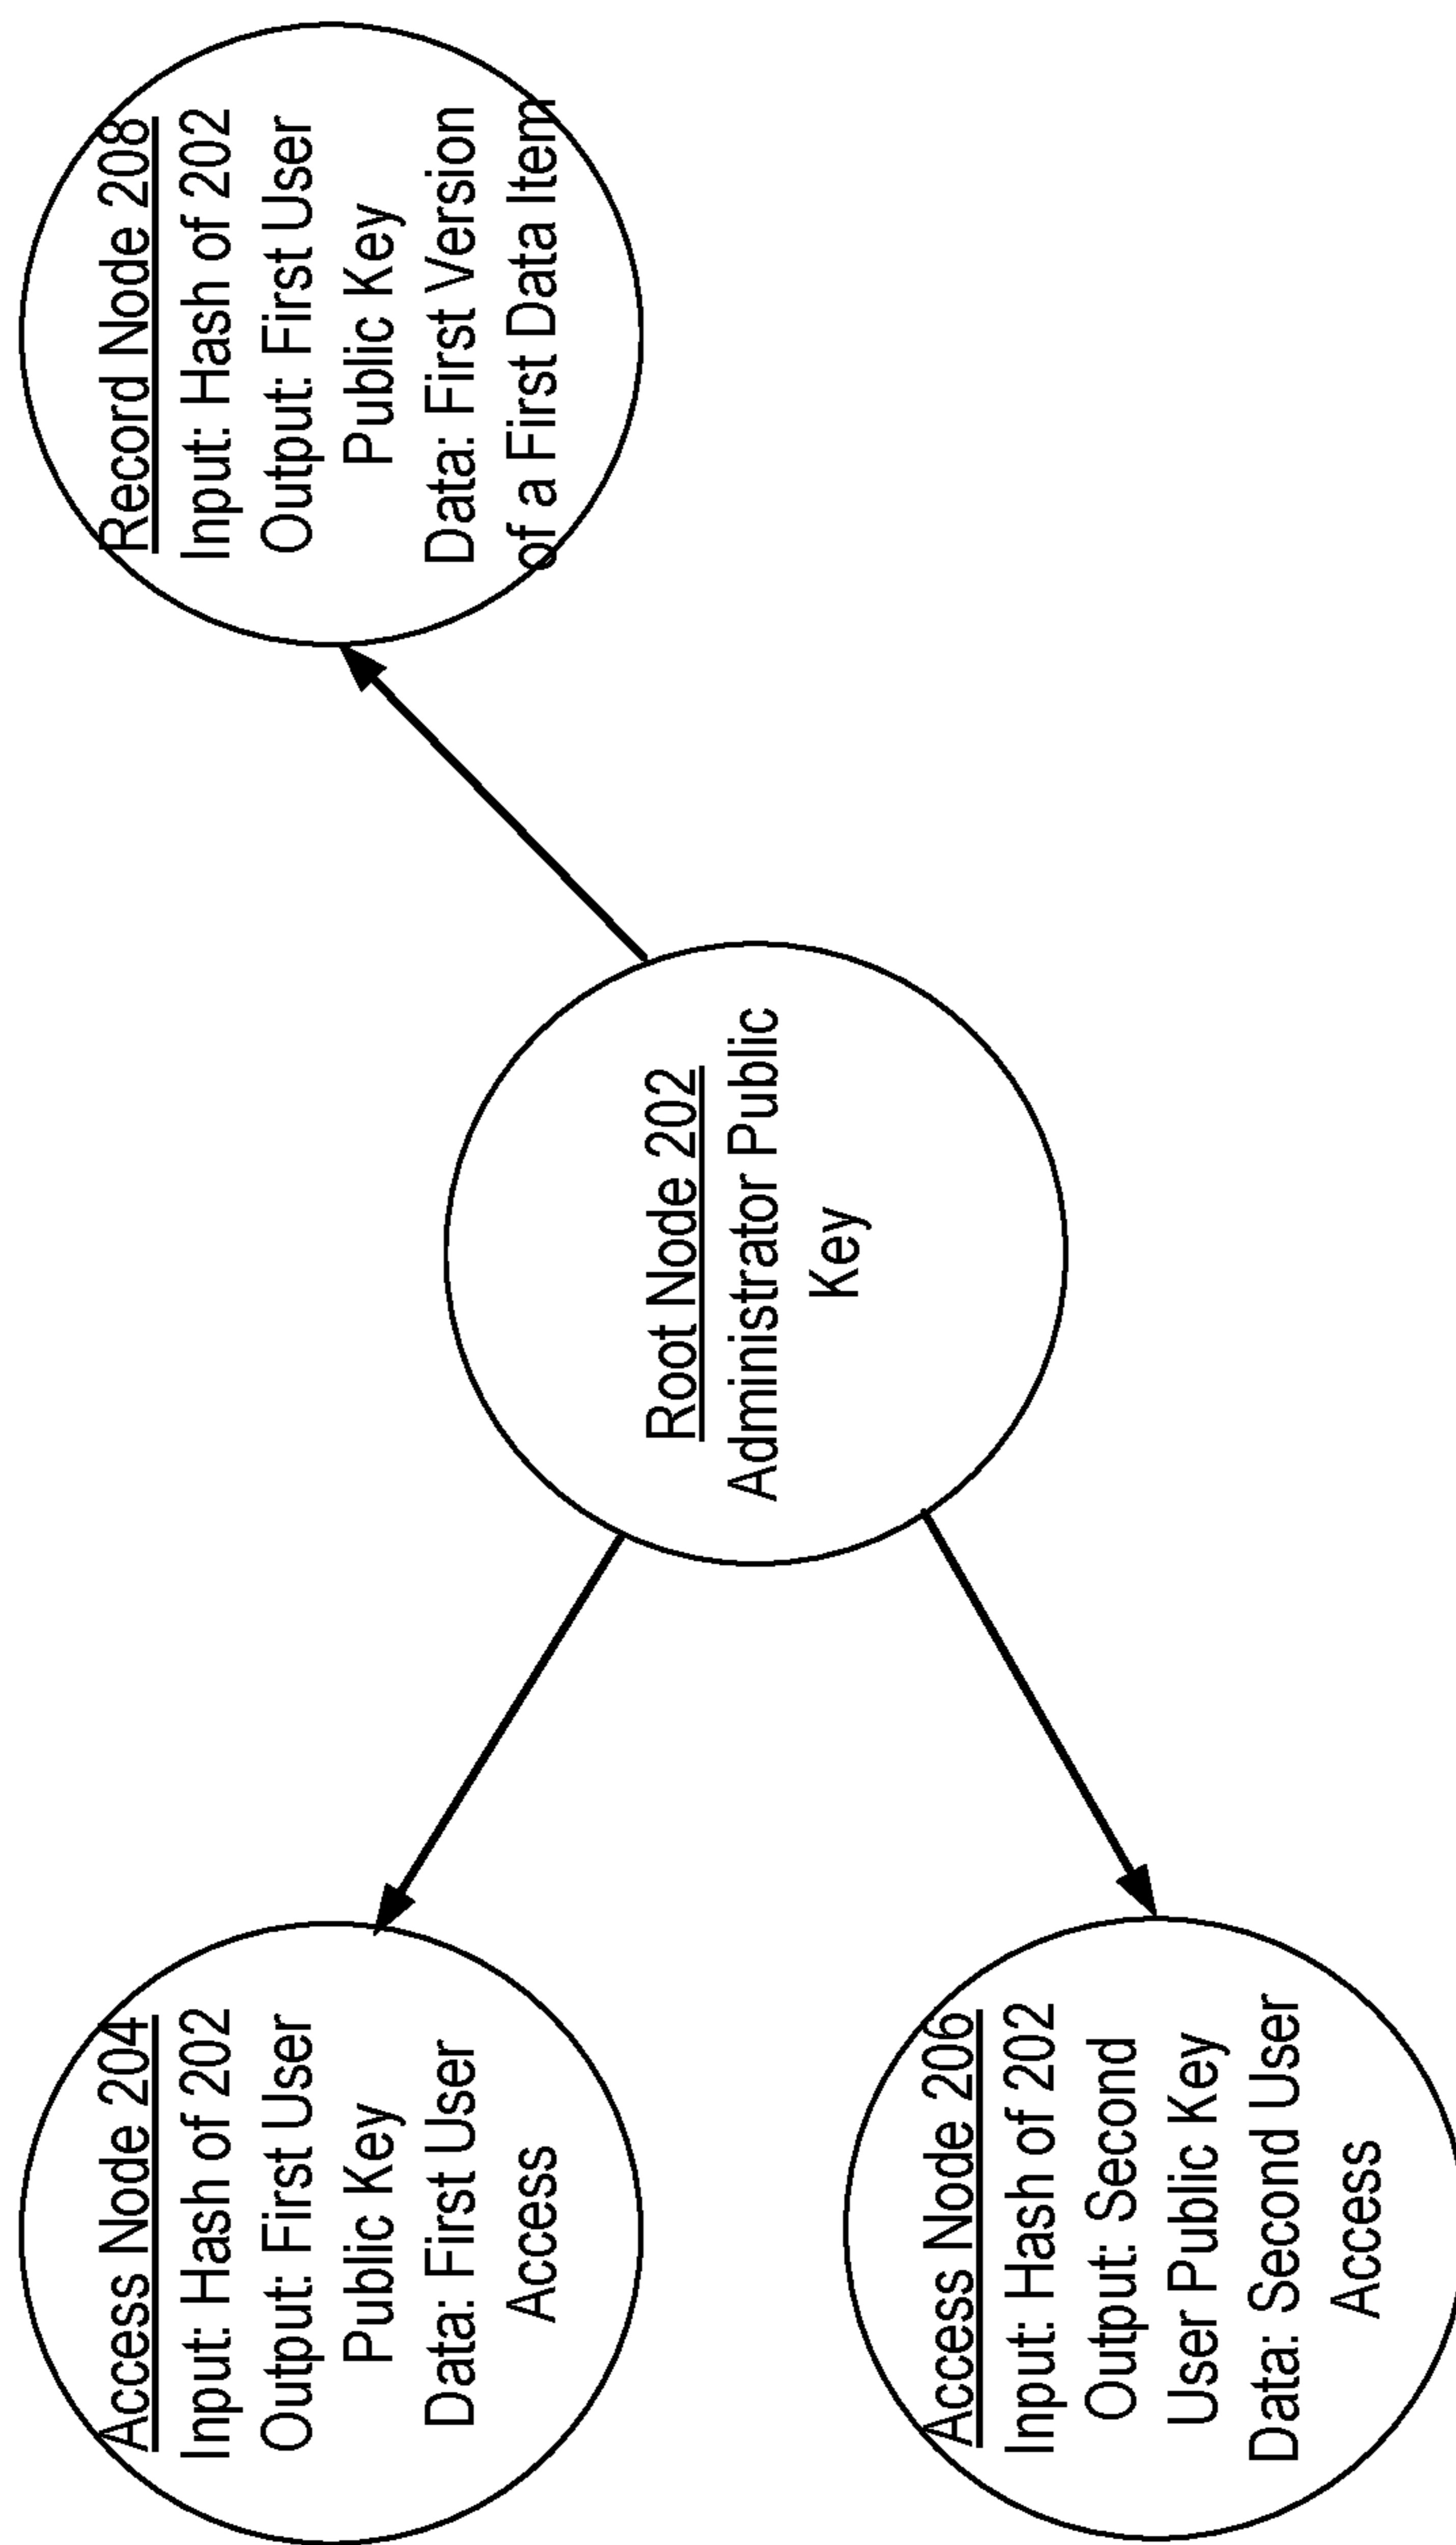 Access Node 204
Input: Hash of 202
Output: First User
Public Key
Data: First User
Access
Access Node 206
Input: Hash of 202
Output: Second
User Public Key
Data: Second User
Access
Root Node 202
Administrator Public
Key
Record Node 208
Input: Hash of 202
Output: First User
Public Key
Data: First Version
of a First Data Item